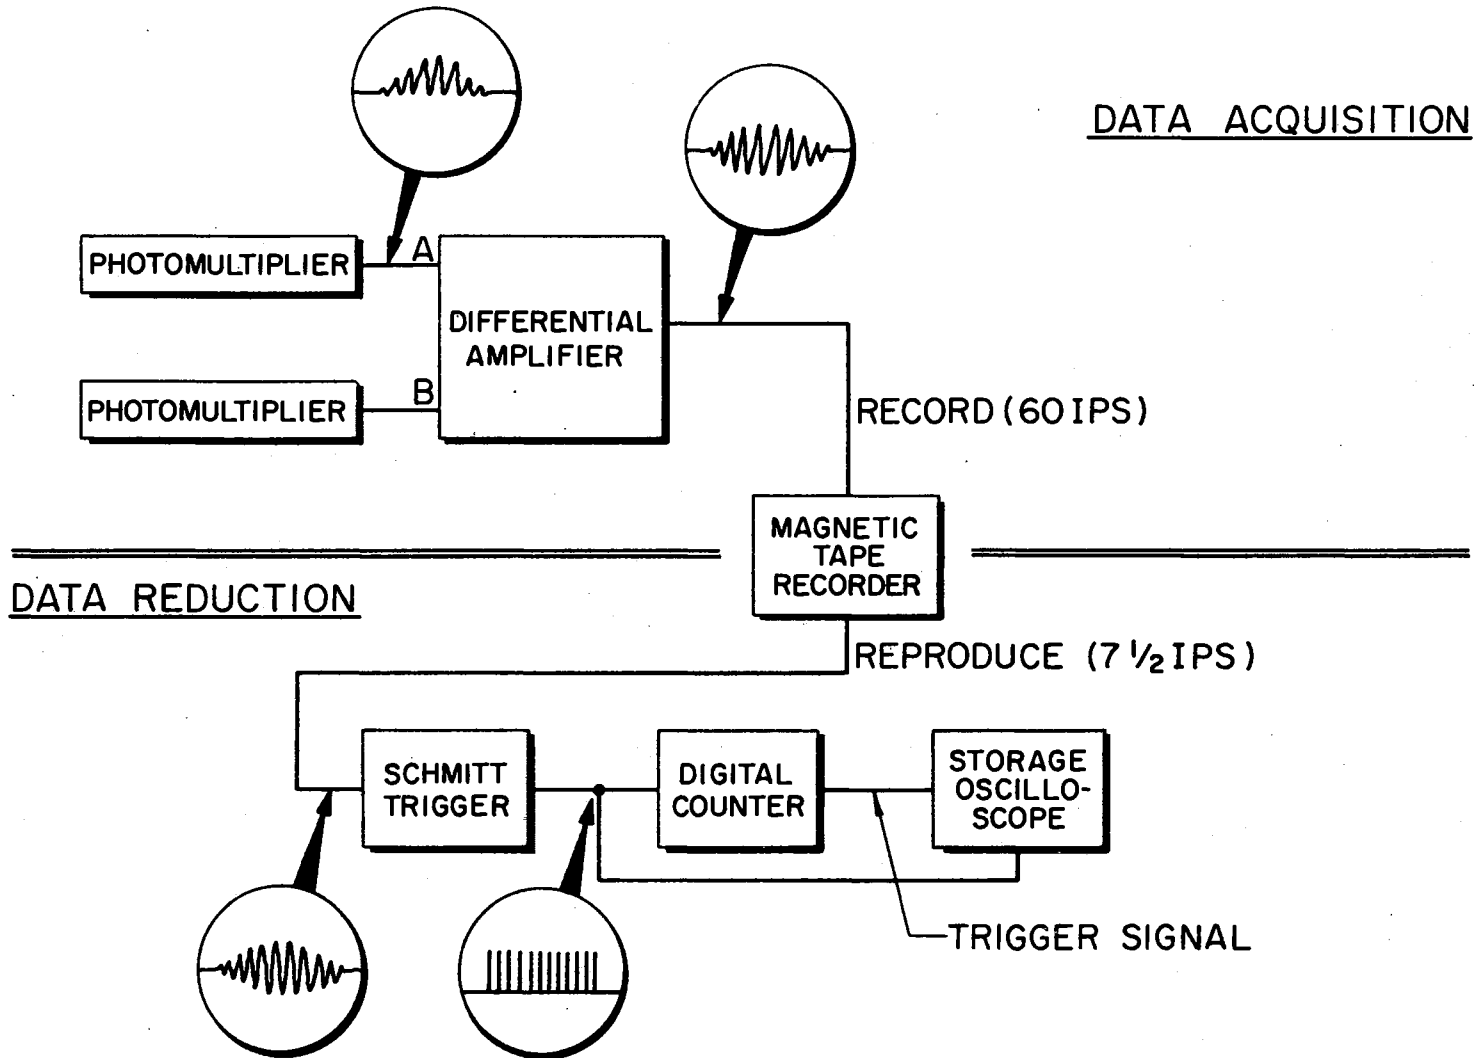 DATA ACQUISITION
PHOTOMULTIPLIER
A
DIFFERENTIAL
AMPLIFIER
PHOTOMULTIPLIER
B
RECORD (60 IPS)
MAGNETIC
TAPE
RECORDER
DATA REDUCTION
REPRODUCE (7 1/2 IPS)
SCHMITT
TRIGGER
DIGITAL
COUNTER
STORAGE
OSCILLO-
SCOPE
TRIGGER SIGNAL